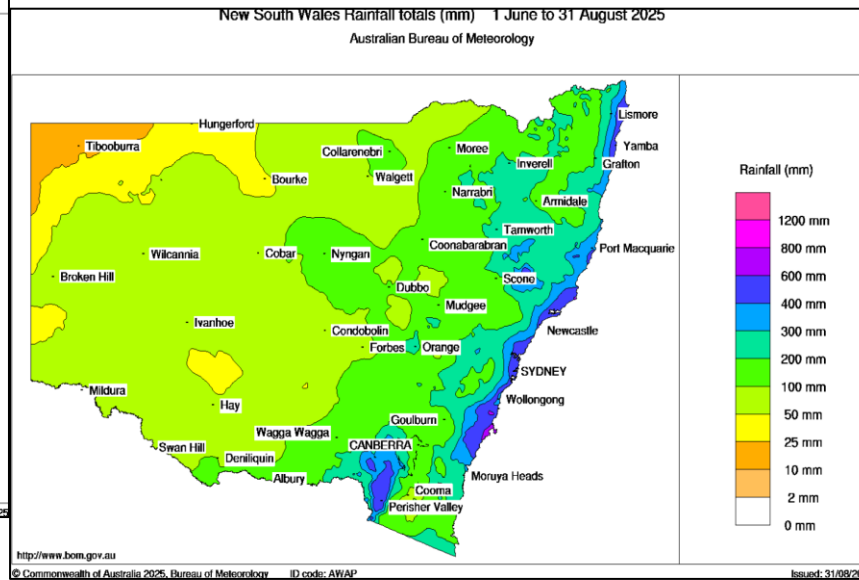 New South Wales Rainfall totals (mm) 1 June to 31 August 2025
Australian Bureau of Meteorology
Lismore
Hungerford
Tibooburra
Collarenebri
Moree
Yamba
Inverell
Grafton
Walgett
Bourke
Narrabri
Armidale
Tamworth
Coonabarabran
Port Macquarie
Wilcannia
Cobar
Nyngan
Broken Hill
Scone
Dubbo
Mudgee
Ivanhoe
Condobolin
Newcastle
Forbes
Orange
SYDNEY
Mildura
Wollongong
Hay
Goulburn
Wagga Wagga
CANBERRA
Swan Hill
Deniliquin
Albury
Moruya Heads
Cooma
Perisher Valley
Rainfall (mm)
1200 mm
800 mm
600 mm
400 mm
300 mm
200 mm
100 mm
50 mm
25 mm
10 mm
2 mm
0 mm
http://www.bom.gov.au
© Commonwealth of Australia 2025, Bureau of Meteorology ID code: AWAP Issued: 31/08/20